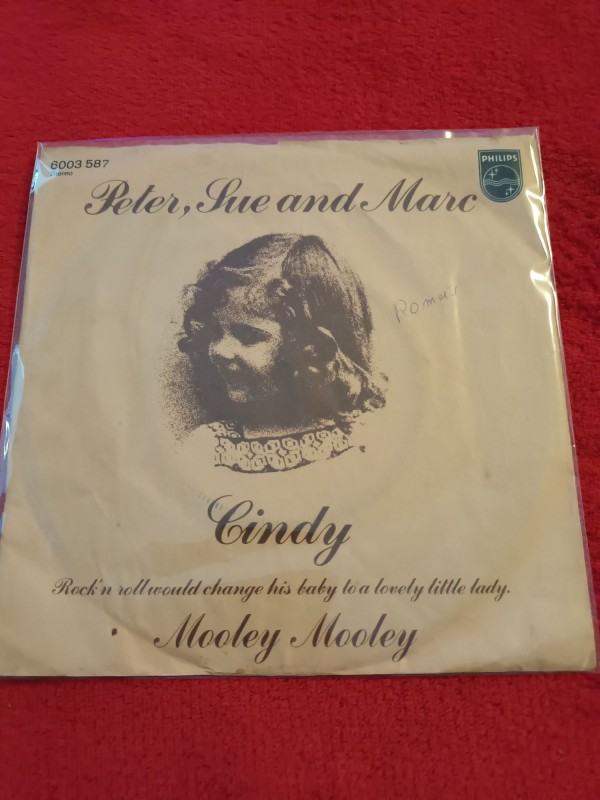 6003 587
stereo
PHILIPS
Peter, Sue and Marc
Cindy
Rock'n roll would change his baby to a lovely little lady.
Mooley Mooley